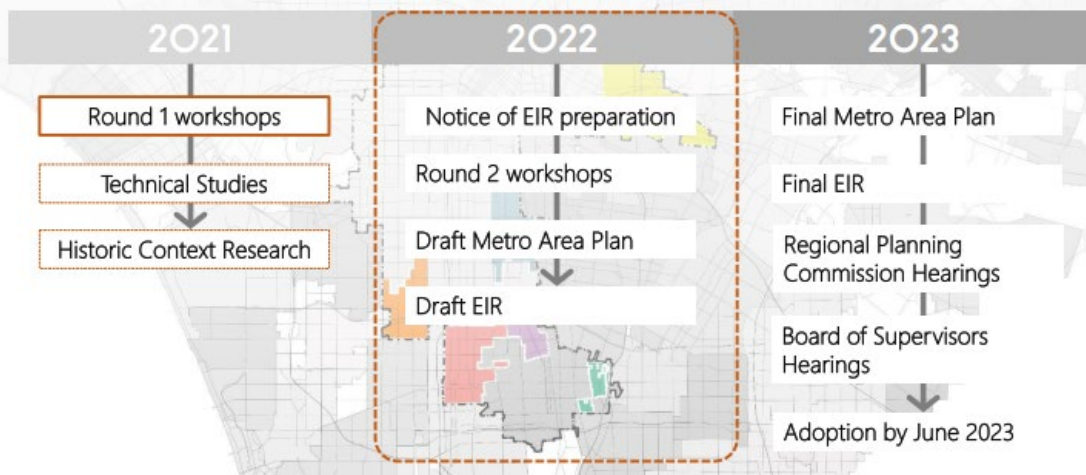 2021
Round 1 workshops
Technical Studies
Historic Context Research
2022
Notice of EIR preparation
Round 2 workshops
Draft Metro Area Plan
Draft EIR
2023
Final Metro Area Plan
Final EIR
Regional Planning
Commission Hearings
Board of Supervisors
Hearings
Adoption by June 2023